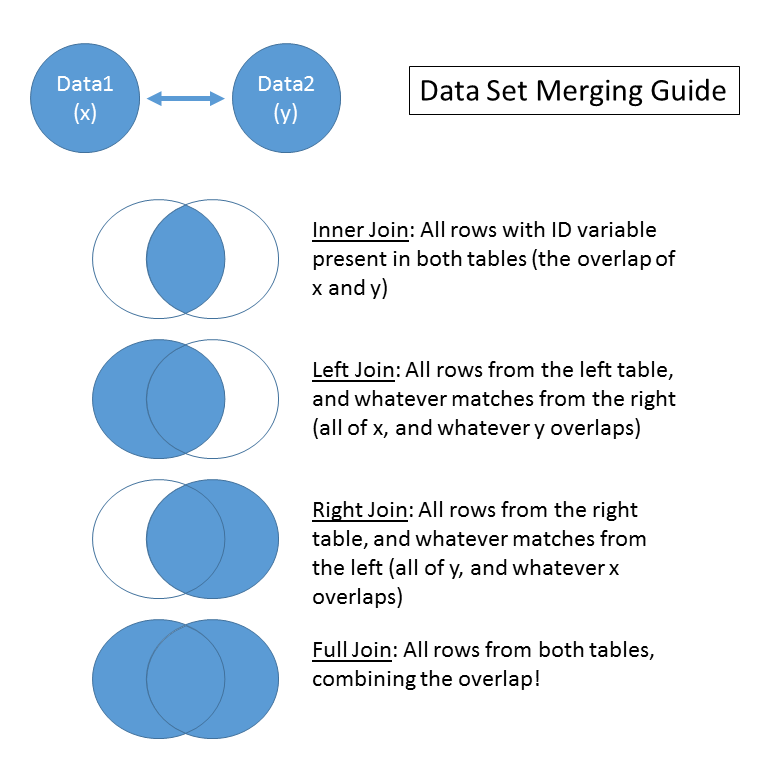 Data1
(x)
Data2
(y)
Data Set Merging Guide
Inner Join: All rows with ID variable
present in both tables (the overlap of
x and y)
Left Join: All rows from the left table,
and whatever matches from the right
(all of x, and whatever y overlaps)
Right Join: All rows from the right
table, and whatever matches from
the left (all of y, and whatever x
overlaps)
Full Join: All rows from both tables,
combining the overlap!